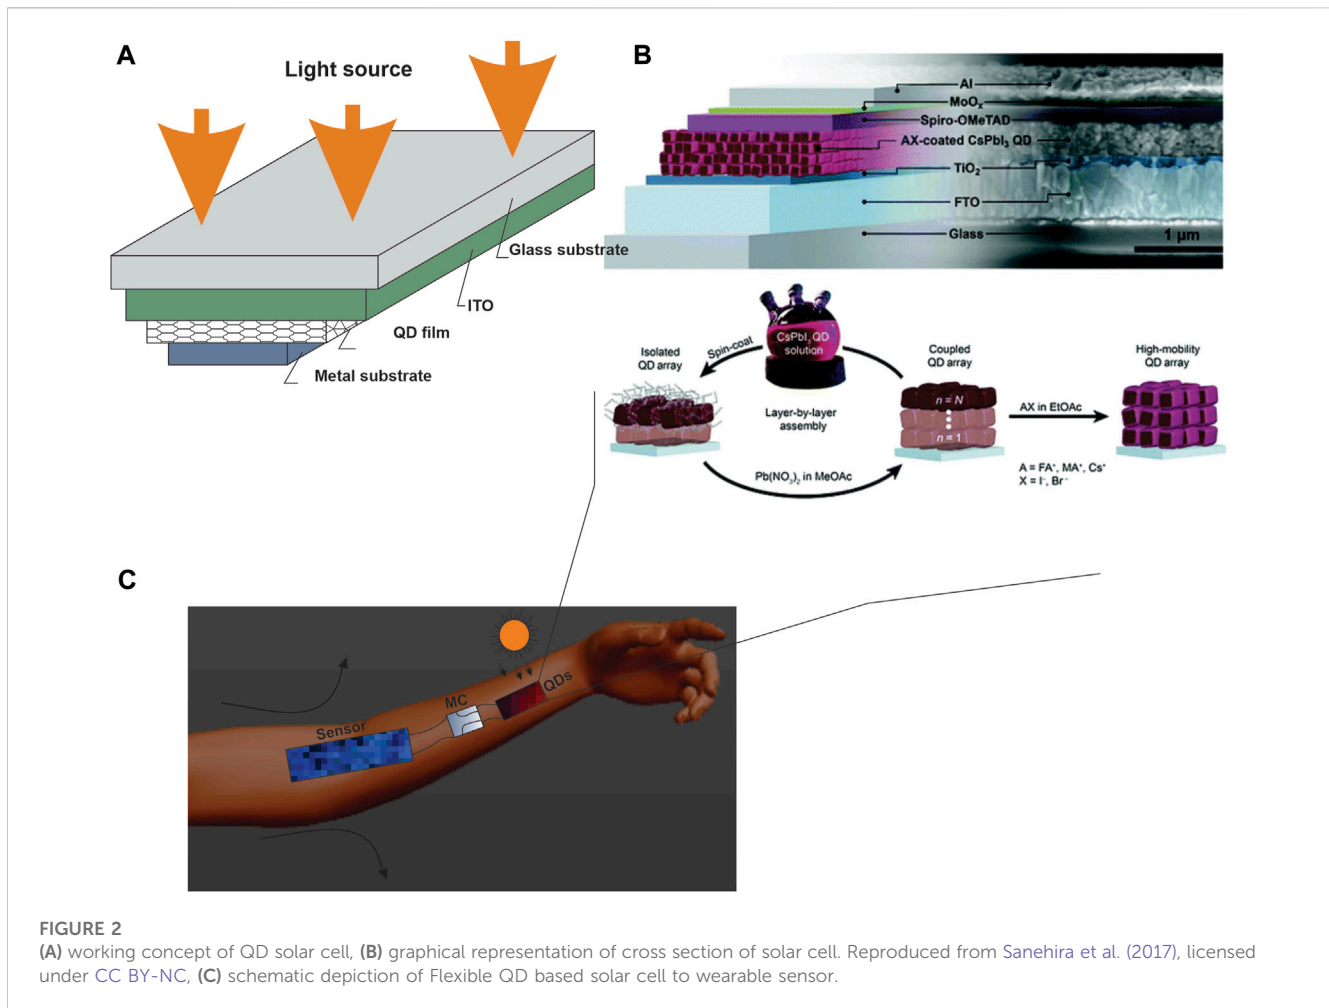 A
Light source
Glass substrate
ITO
QD film
Metal substrate
B
Al
MoOₓ
Spiro-OMeTAD
AX-coated CsPbI₃ QD
TiO₂
FTO
Glass
1 μm
Isolated
QD array
Spin-coat
CsPbI₃ QD
solution
Layer-by-layer
assembly
Pb(NO₃)₂ in MeOAc
Coupled
QD array
n = N
n = 1
AX in EtOAc
A = FA⁺, MA⁺, Cs⁺
X = I⁻, Br⁻
High-mobility
QD array
C
Sensor
MC
QDs
FIGURE 2
(A) working concept of QD solar cell, (B) graphical representation of cross section of solar cell. Reproduced from Sanehira et al. (2017), licensed
under CC BY-NC, (C) schematic depiction of Flexible QD based solar cell to wearable sensor.